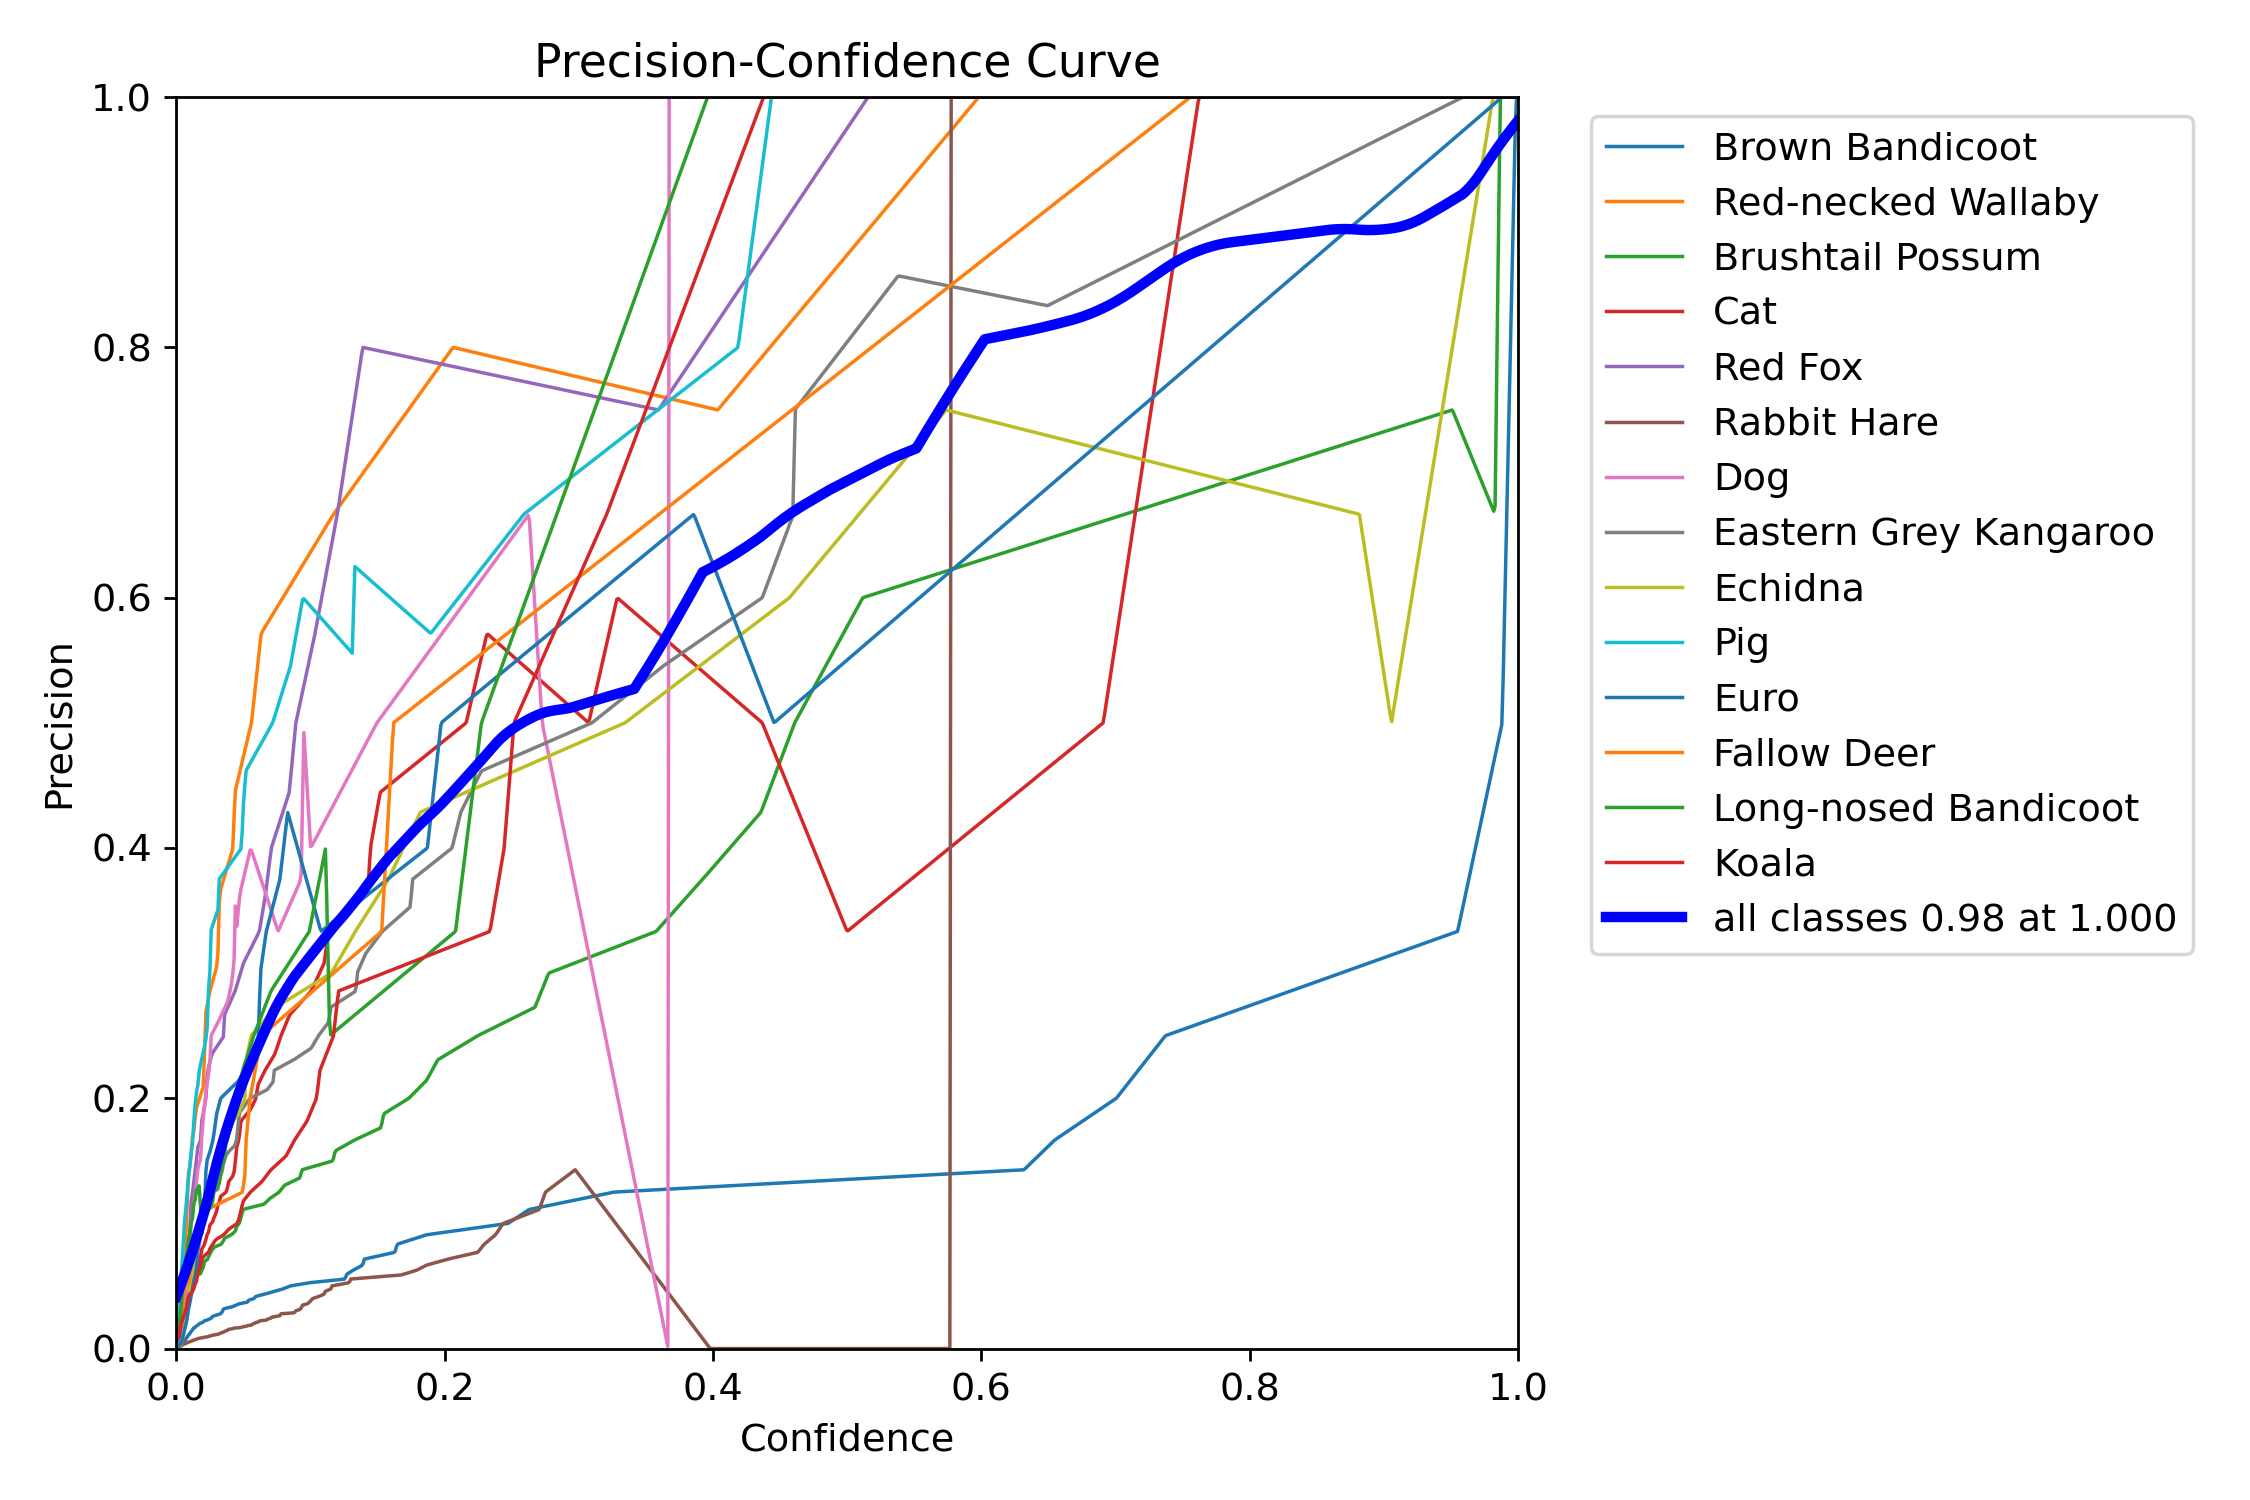 Precision-Confidence Curve
1.0
0.8
0.6
0.4
0.2
0.0
Precision
0.0 0.2 0.4 0.6 0.8 1.0
Confidence
Brown Bandicoot
Red-necked Wallaby
Brushtail Possum
Cat
Red Fox
Rabbit Hare
Dog
Eastern Grey Kangaroo
Echidna
Pig
Euro
Fallow Deer
Long-nosed Bandicoot
Koala
all classes 0.98 at 1.000